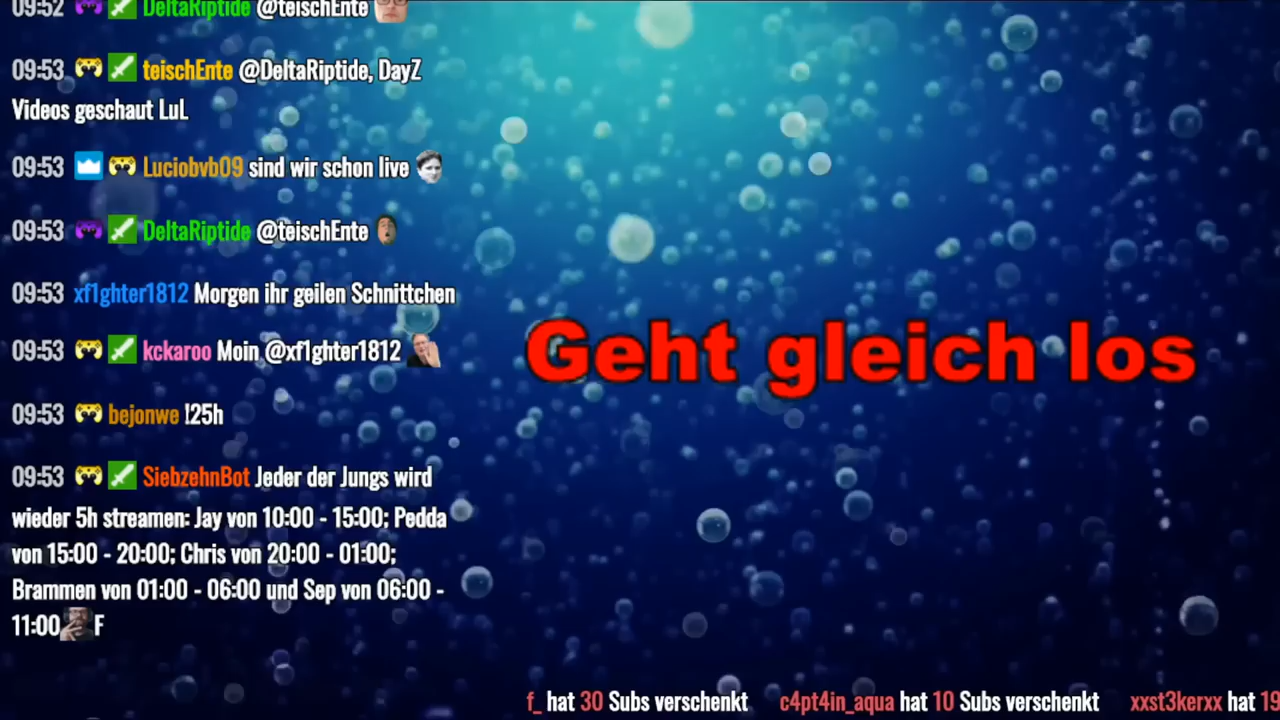 09:52 DeltaRiptide @teischEnte
09:53 teischEnte @DeltaRiptide, DayZ
Videos geschaut LuL
09:53 Luciobvb09 sind wir schon live
09:53 DeltaRiptide @teischEnte
09:53 xf1ghter1812 Morgen ihr geilen Schnittchen
09:53 kckaroo Moin @xf1ghter1812
09:53 bejonwe !25h
09:53 SiebzehnBot Jeder der Jungs wird
wieder 5h streamen: Jay von 10:00 - 15:00; Pedda
von 15:00 - 20:00; Chris von 20:00 - 01:00;
Brammen von 01:00 - 06:00 und Sep von 06:00 -
11:00 F
Geht gleich los
f_ hat 30 Subs verschenkt c4pt4in_aqua hat 10 Subs verschenkt xxst3kerxx hat 19